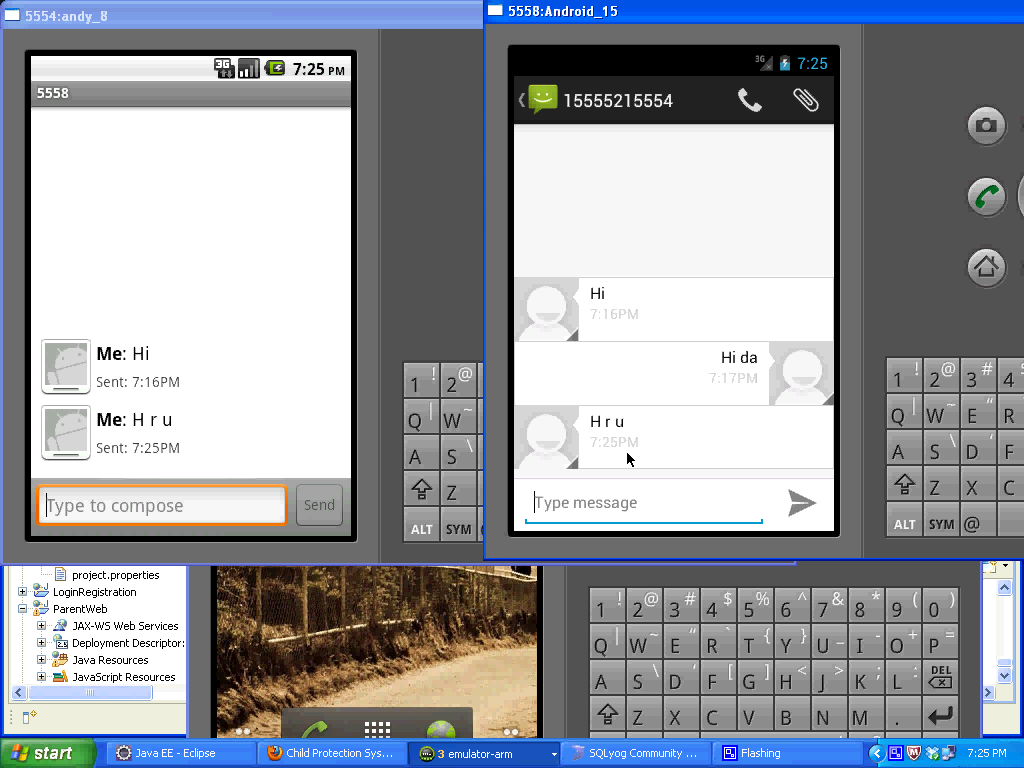 5554:andy_8
3G 7:25 PM
5558
Me: Hi
Sent: 7:16PM
Me: H r u
Sent: 7:25PM
Type to compose
Send
1 ! 2 @
Q | W ~
A S \
Z
ALT SYM
5558:Android_15
3G 7:25
15555215554
Hi
7:16PM
Hi da
7:17PM
H r u
7:25PM
Type message
1 ! 2 @ 3 # 4
Q | W ~ E “ R
A S \ D ‘ F
Z X C
ALT SYM @
project.properties
LoginRegistration
ParentWeb
JAX-WS Web Services
Deployment Descriptor:
Java Resources
JavaScript Resources
1 ! 2 @ 3 # 4 $ 5 % 6 ^ 7 & 8 * 9 ( 0 )
Q | W ~ E “ R ` T { Y } U _ I - O + P =
A S \ D ‘ F [ G ] H < J > K ; L : DEL
Z X C V B N M .
start
Java EE - Eclipse
Child Protection Sys...
3 emulator-arm
SQLyog Community ...
Flashing
7:25 PM